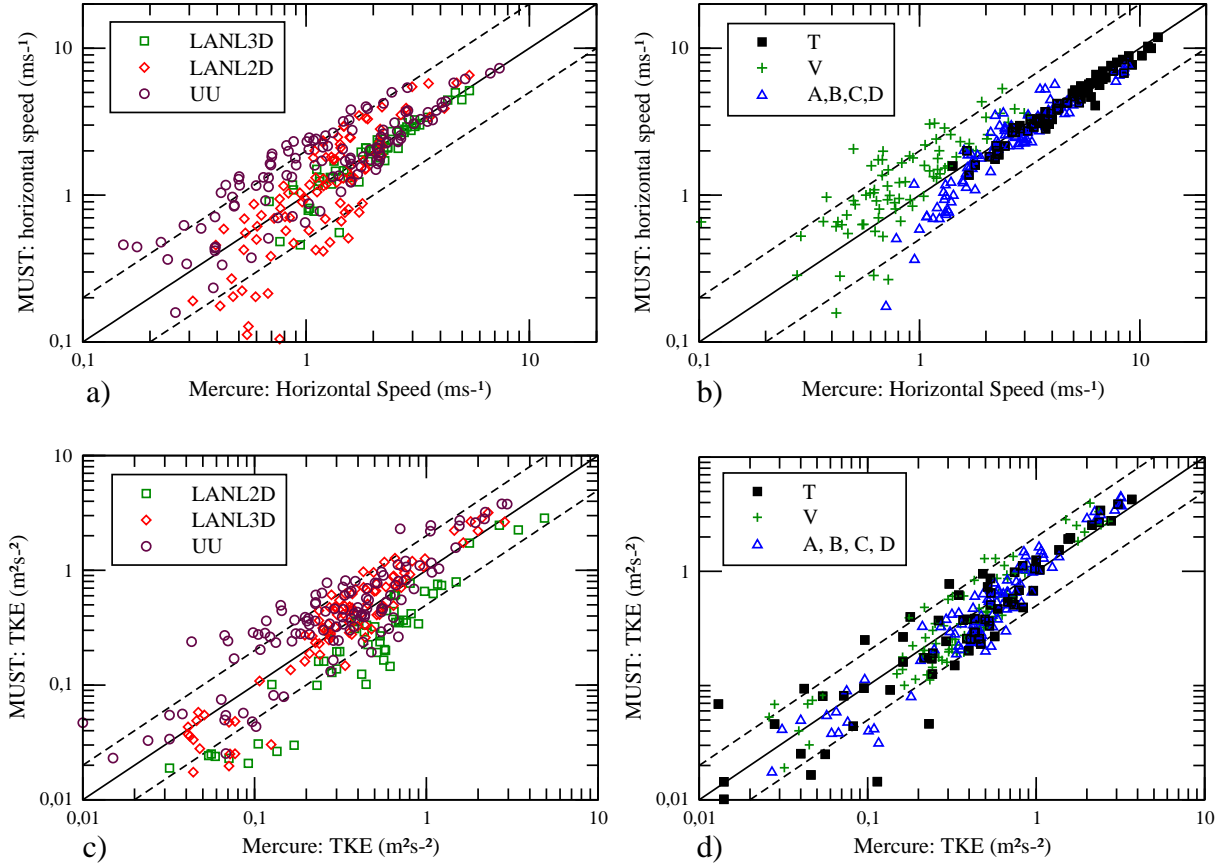 MUST: horizontal speed (ms-¹)
10
1
0,1
LANL3D
LANL2D
UU
0,1
1
10
Mercure: Horizontal Speed (ms-¹)
a)
MUST: horizontal speed (ms-¹)
10
1
0,1
T
V
A,B,C,D
0,1
1
10
Mercure: Horizontal Speed (ms-¹)
b)
MUST: TKE (m²s-²)
10
1
0,1
0,01
LANL2D
LANL3D
UU
0,01
0,1
1
10
Mercure: TKE (m²s-²)
c)
MUST: TKE (m²s-²)
1
0,1
0,01
T
V
A, B, C, D
0,01
0,1
1
10
Mercure: TKE (m²s-²)
d)